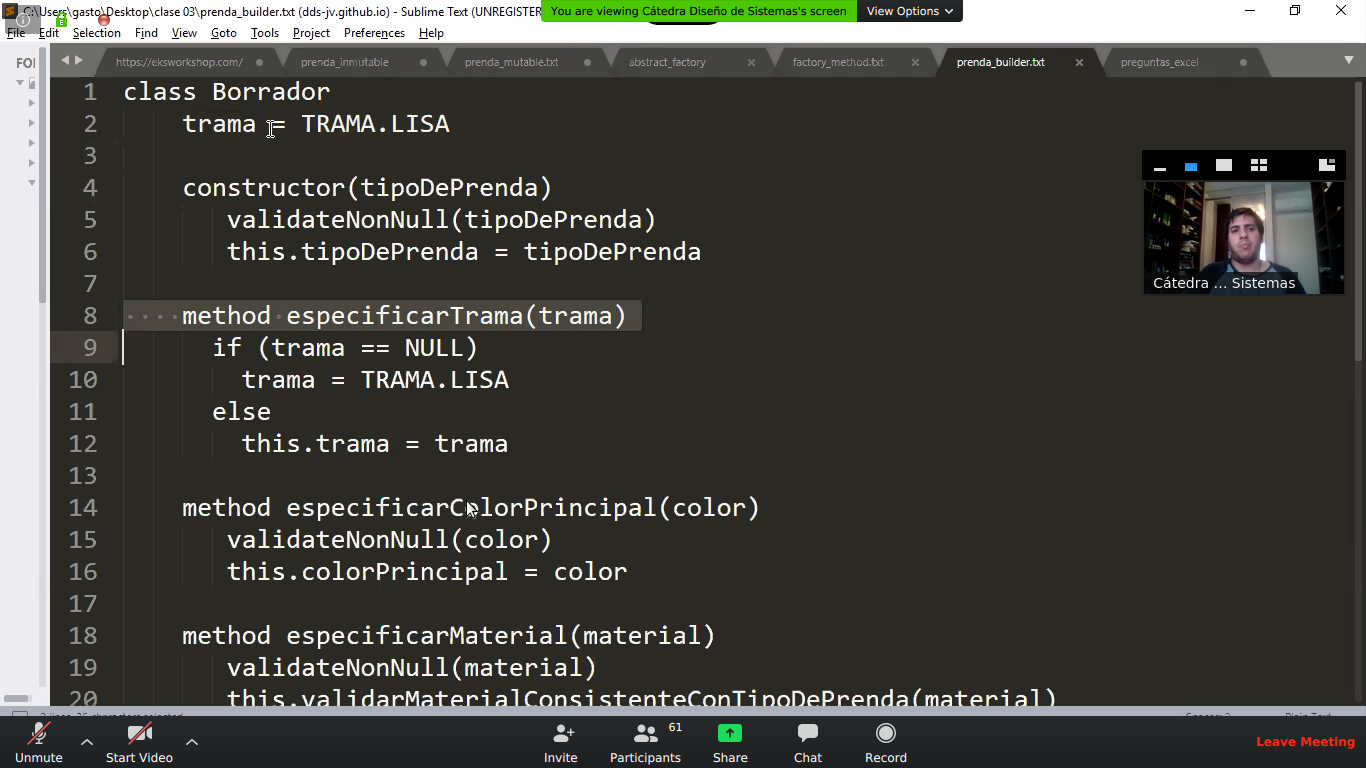 C:\Users\gasto\Desktop\clase 03\prenda_builder.txt (dds-jv.github.io) - Sublime Text (UNREGISTER
You are viewing Cátedra Diseño de Sistemas's screen
View Options
File Edit Selection Find View Goto Tools Project Preferences Help
FOI
https://eksworkshop.com/ prenda_inmutable prenda_mutable.txt abstract_factory factory_method.txt prenda_builder.txt preguntas_excel
1 class Borrador
2 trama = TRAMA.LISA
3
4 constructor(tipoDePrenda)
5 validateNonNull(tipoDePrenda)
6 this.tipoDePrenda = tipoDePrenda
7
8 method especificarTrama(trama)
9 if (trama == NULL)
10 trama = TRAMA.LISA
11 else
12 this.trama = trama
13
14 method especificarColorPrincipal(color)
15 validateNonNull(color)
16 this.colorPrincipal = color
17
18 method especificarMaterial(material)
19 validateNonNull(material)
20 this.validarMaterialConsistenteConTipoDePrenda(material)
Cátedra ... Sistemas
Unmute
Start Video
Invite
Participants 61
Share
Chat
Record
Leave Meeting